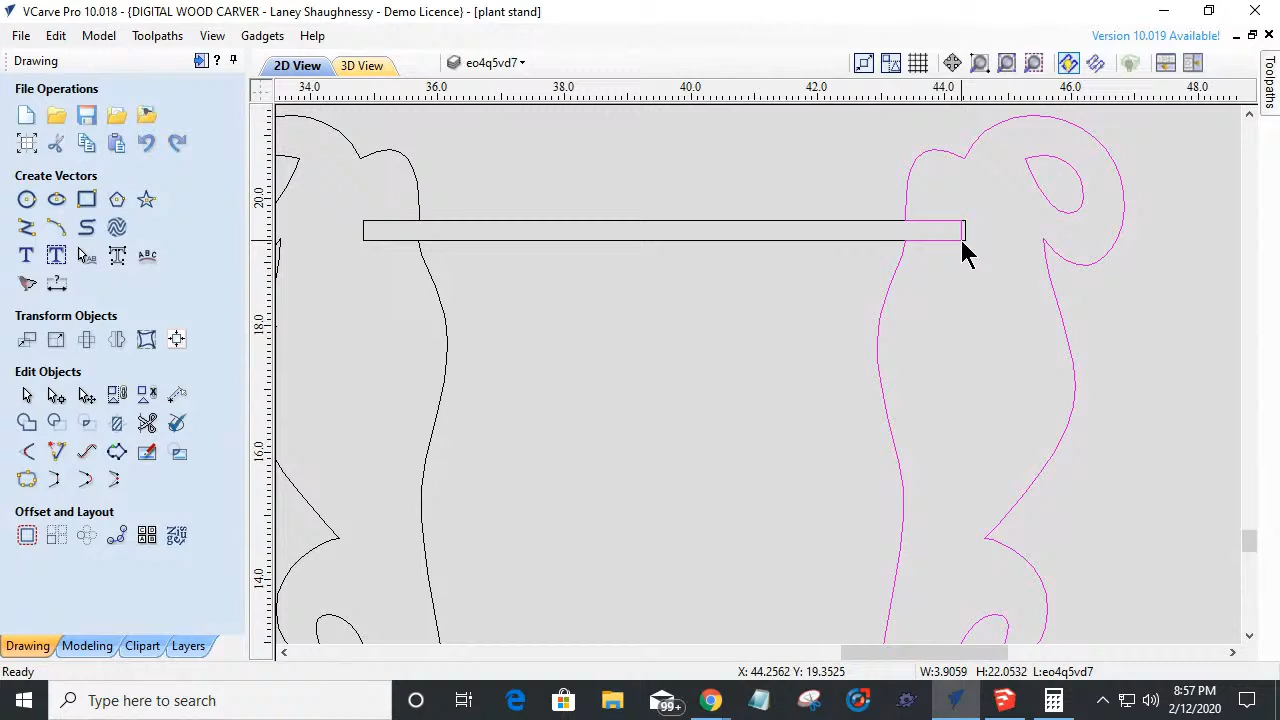 VCarve Pro 10.018 - {DIGITAL WOOD CARVER - Laney Shaughnessy - Demo Licence} - [plant stand]
File Edit Model Toolpaths View Gadgets Help
Version 10.019 Available!
Drawing
?
2D View
3D View
eo4q5vd7
Toolpaths
File Operations
34.0 36.0 38.0 40.0 42.0 44.0 46.0 48.0
Create Vectors
20.0
Transform Objects
18.0
Edit Objects
16.0
Offset and Layout
14.0
Drawing Modeling Clipart Layers
Ready
X: 44.2562 Y: 19.3525
W:3.9059 H:22.0532 L:eo4q5vd7
Type here to search
99+
8:57 PM
2/12/2020